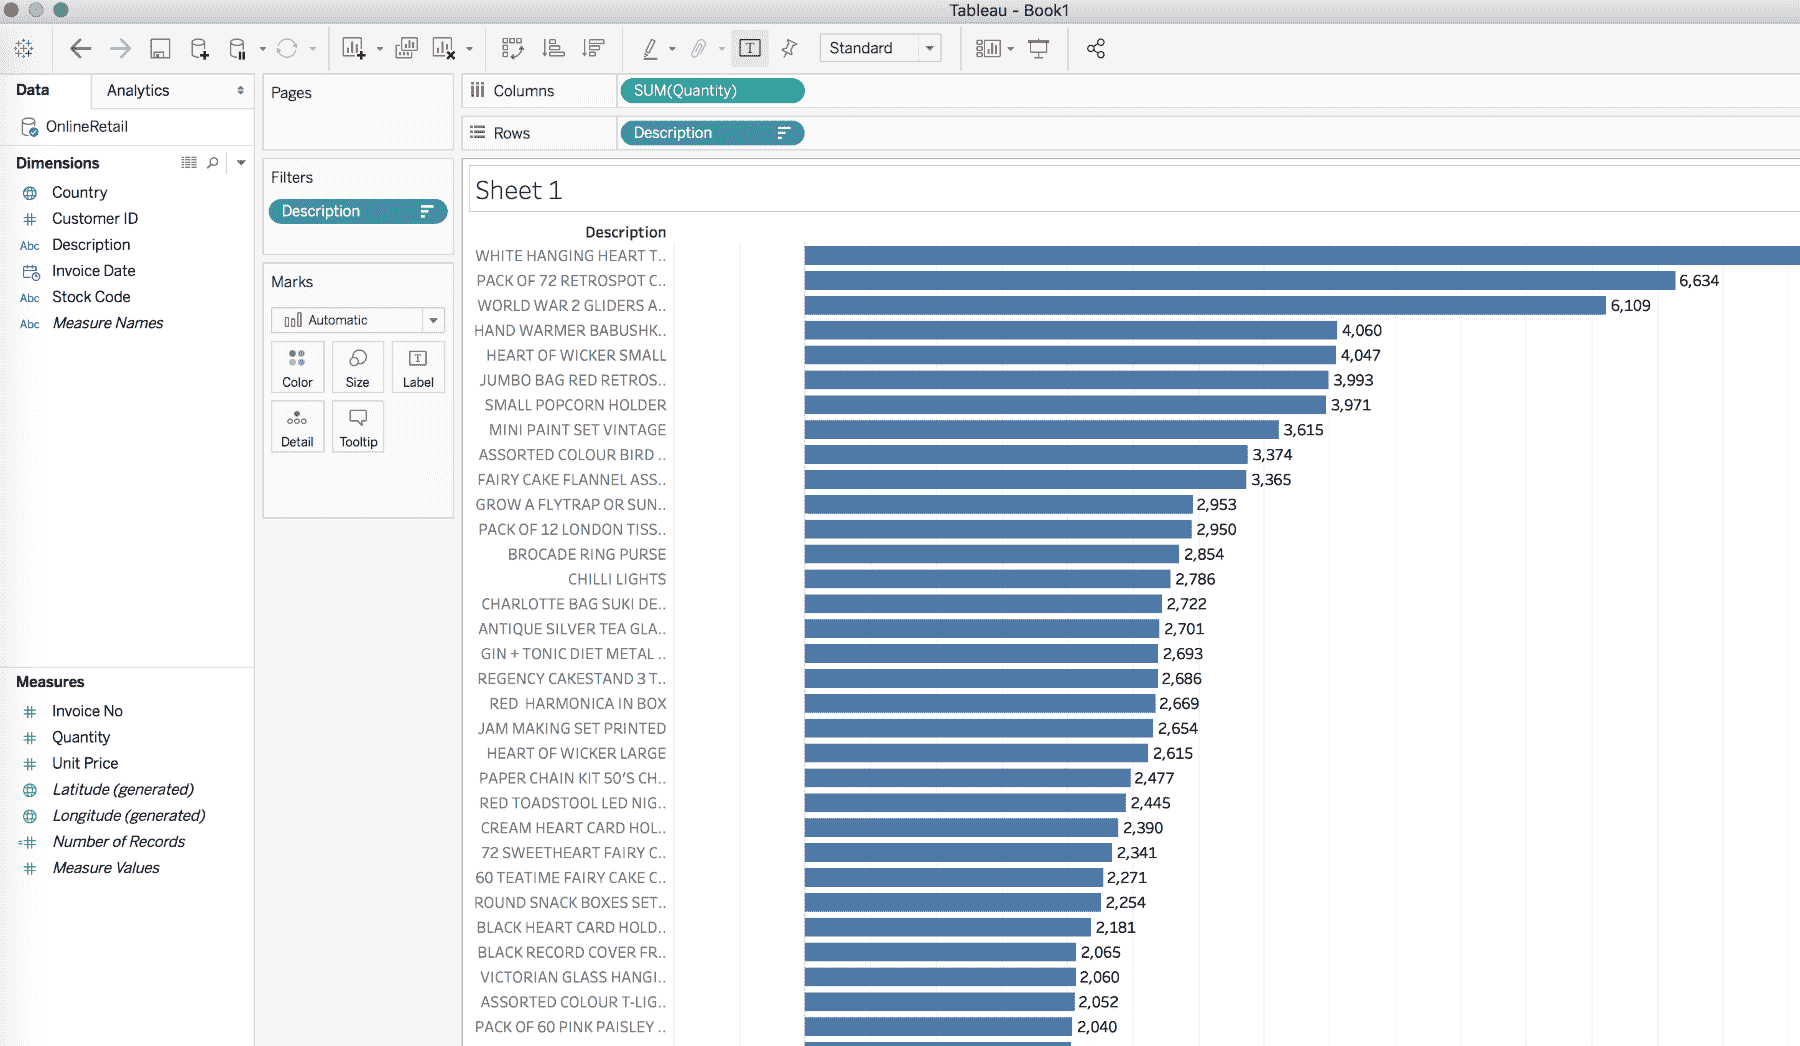 Tableau - Book1
Standard
Data
Analytics
Pages
Columns
SUM(Quantity)
OnlineRetail
Rows
Description
Dimensions
Country
Customer ID
Abc Description
Invoice Date
Abc Stock Code
Abc Measure Names
Filters
Description
Marks
Automatic
Color
Size
T Label
Detail
Tooltip
Measures
Invoice No
Quantity
Unit Price
Latitude (generated)
Longitude (generated)
Number of Records
Measure Values
Sheet 1
Description
WHITE HANGING HEART T..
PACK OF 72 RETROSPOT C.. 6,634
WORLD WAR 2 GLIDERS A.. 6,109
HAND WARMER BABUSHK.. 4,060
HEART OF WICKER SMALL 4,047
JUMBO BAG RED RETROS.. 3,993
SMALL POPCORN HOLDER 3,971
MINI PAINT SET VINTAGE 3,615
ASSORTED COLOUR BIRD .. 3,374
FAIRY CAKE FLANNEL ASS.. 3,365
GROW A FLYTRAP OR SUN.. 2,953
PACK OF 12 LONDON TISS.. 2,950
BROCADE RING PURSE 2,854
CHILLI LIGHTS 2,786
CHARLOTTE BAG SUKI DE.. 2,722
ANTIQUE SILVER TEA GLA.. 2,701
GIN + TONIC DIET METAL .. 2,693
REGENCY CAKESTAND 3 T.. 2,686
RED  HARMONICA IN BOX 2,669
JAM MAKING SET PRINTED 2,654
HEART OF WICKER LARGE 2,615
PAPER CHAIN KIT 50'S CH.. 2,477
RED TOADSTOOL LED NIG.. 2,445
CREAM HEART CARD HOL.. 2,390
72 SWEETHEART FAIRY C.. 2,341
60 TEATIME FAIRY CAKE C.. 2,271
ROUND SNACK BOXES SET.. 2,254
BLACK HEART CARD HOLD.. 2,181
BLACK RECORD COVER FR.. 2,065
VICTORIAN GLASS HANGI.. 2,060
ASSORTED COLOUR T-LIG.. 2,052
PACK OF 60 PINK PAISLEY .. 2,040